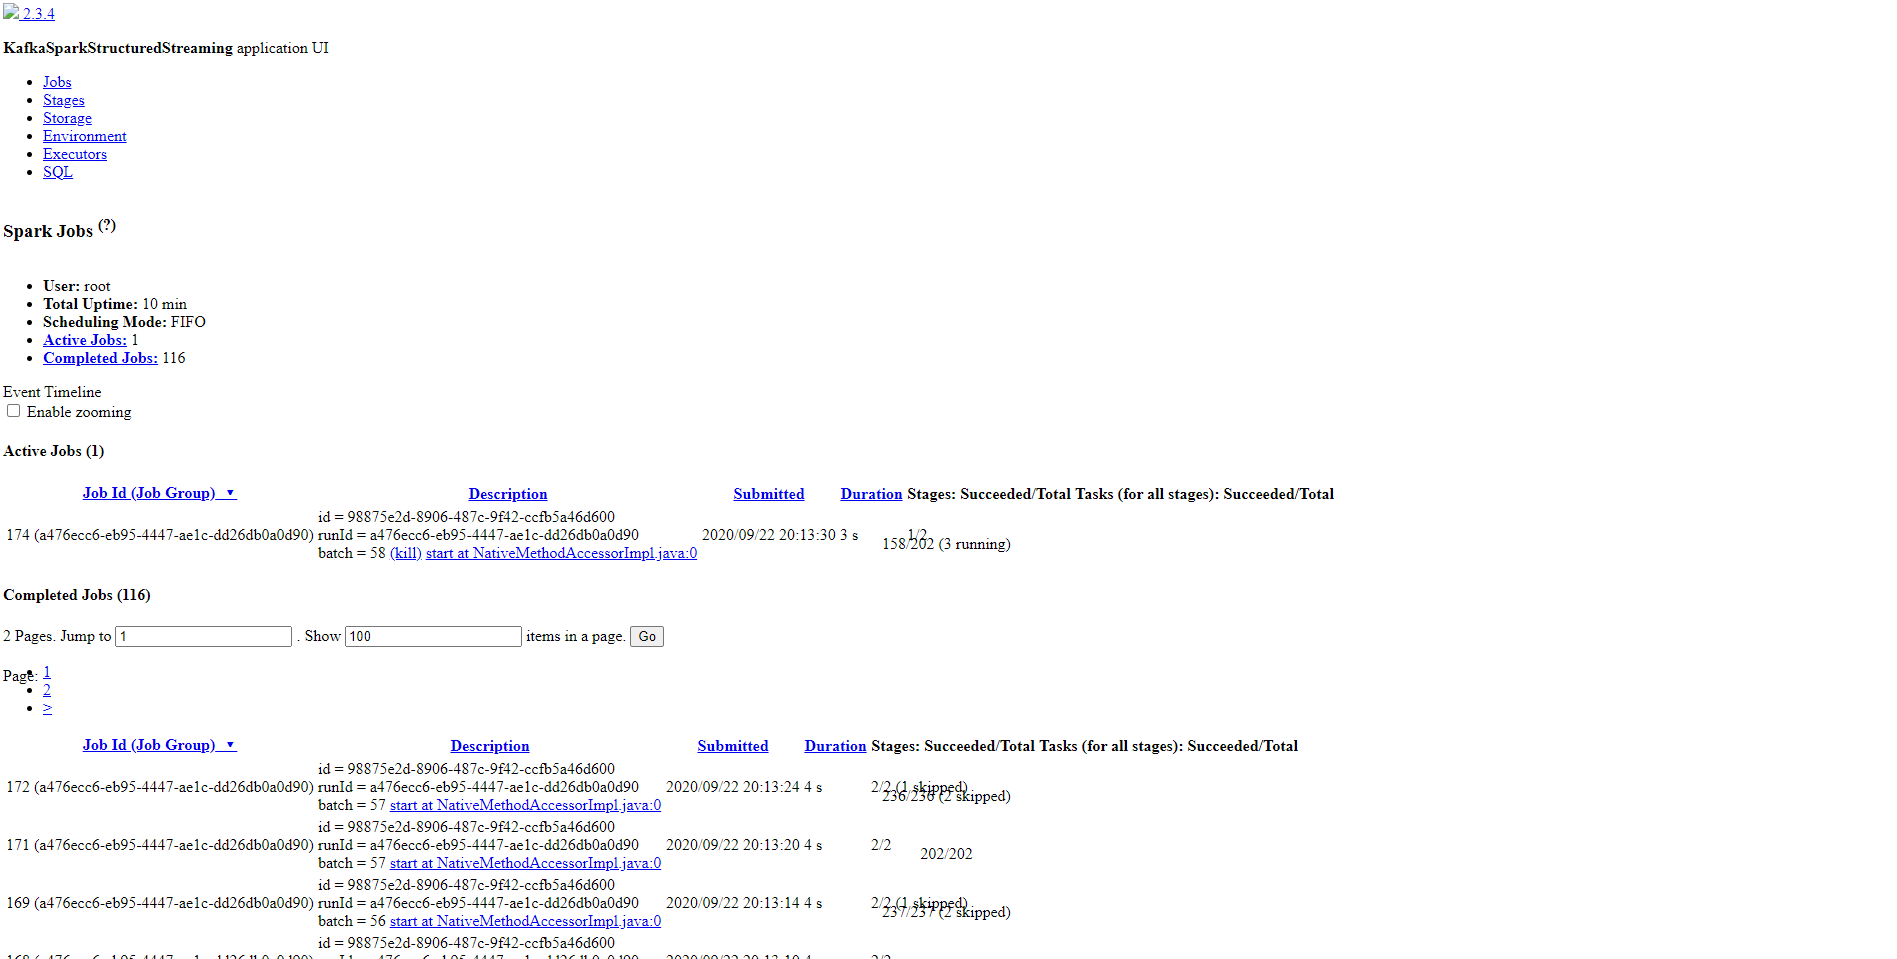 2.3.4
KafkaSparkStructuredStreaming application UI
Jobs
Stages
Storage
Environment
Executors
SQL
Spark Jobs (?)
User: root
Total Uptime: 10 min
Scheduling Mode: FIFO
Active Jobs: 1
Completed Jobs: 116
Event Timeline
Enable zooming
Active Jobs (1)
Job Id (Job Group) ▾ Description Submitted Duration Stages: Succeeded/Total Tasks (for all stages): Succeeded/Total
id = 98875e2d-8906-487c-9f42-ccfb5a46d600
174 (a476ecc6-eb95-4447-ae1c-dd26db0a0d90) runId = a476ecc6-eb95-4447-ae1c-dd26db0a0d90 2020/09/22 20:13:30 3 s 1/2 158/202 (3 running)
batch = 58 (kill) start at NativeMethodAccessorImpl.java:0
Completed Jobs (116)
2 Pages. Jump to 1 . Show 100 items in a page. Go
Page: 1
2
>
Job Id (Job Group) ▾ Description Submitted Duration Stages: Succeeded/Total Tasks (for all stages): Succeeded/Total
id = 98875e2d-8906-487c-9f42-ccfb5a46d600
172 (a476ecc6-eb95-4447-ae1c-dd26db0a0d90) runId = a476ecc6-eb95-4447-ae1c-dd26db0a0d90 2020/09/22 20:13:24 4 s 2/2 (1 skipped) 236/236 (2 skipped)
batch = 57 start at NativeMethodAccessorImpl.java:0
id = 98875e2d-8906-487c-9f42-ccfb5a46d600
171 (a476ecc6-eb95-4447-ae1c-dd26db0a0d90) runId = a476ecc6-eb95-4447-ae1c-dd26db0a0d90 2020/09/22 20:13:20 4 s 2/2 202/202
batch = 57 start at NativeMethodAccessorImpl.java:0
id = 98875e2d-8906-487c-9f42-ccfb5a46d600
169 (a476ecc6-eb95-4447-ae1c-dd26db0a0d90) runId = a476ecc6-eb95-4447-ae1c-dd26db0a0d90 2020/09/22 20:13:14 4 s 2/2 (1 skipped) 237/237 (2 skipped)
batch = 56 start at NativeMethodAccessorImpl.java:0
id = 98875e2d-8906-487c-9f42-ccfb5a46d600